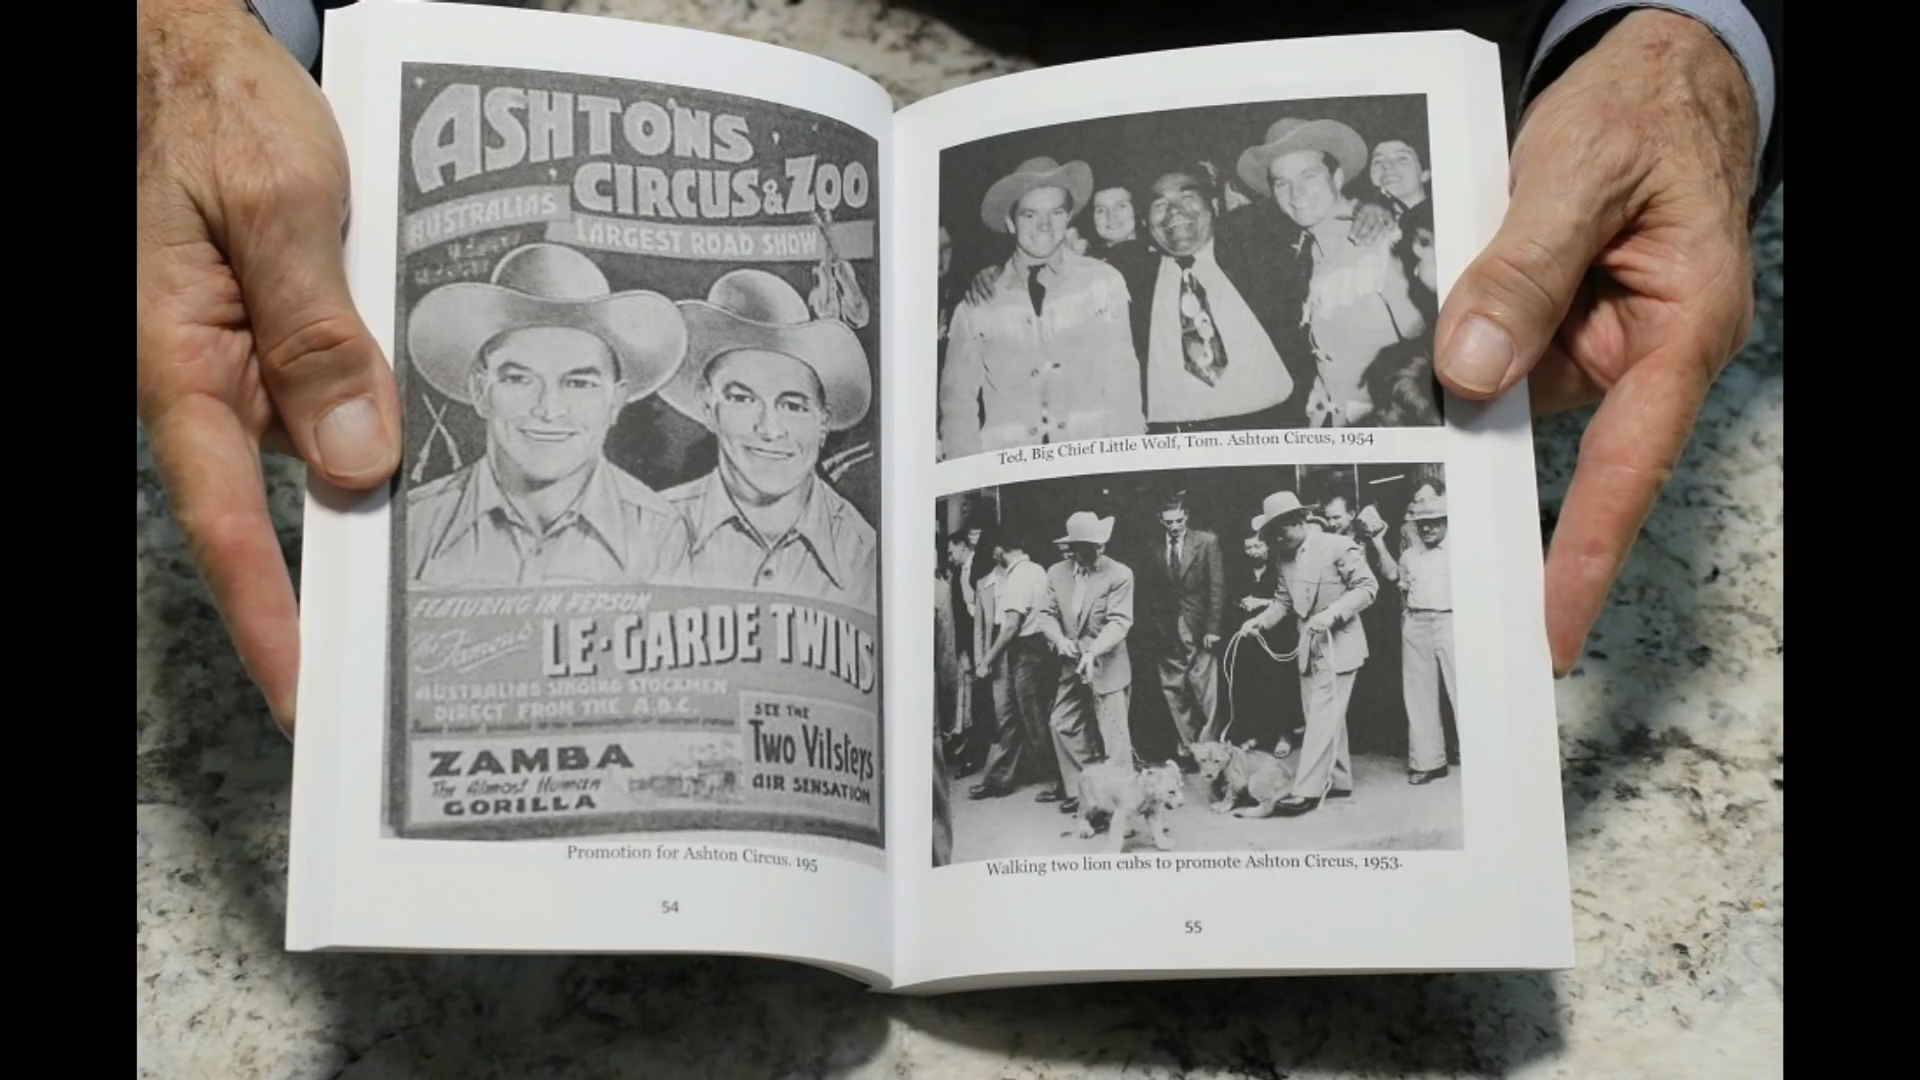 ASHTONS
CIRCUS & ZOO
AUSTRALIAS
LARGEST ROAD SHOW
FEATURING IN PERSON
The Famous LE-GARDE TWINS
AUSTRALIAS SINGING STOCKMEN
DIRECT FROM THE A.B.C.
ZAMBA
The Almost Human
GORILLA
SEE THE
Two Vilsteys
AIR SENSATION
Promotion for Ashton Circus. 195
54
Ted, Big Chief Little Wolf, Tom. Ashton Circus, 1954
Walking two lion cubs to promote Ashton Circus, 1953.
55